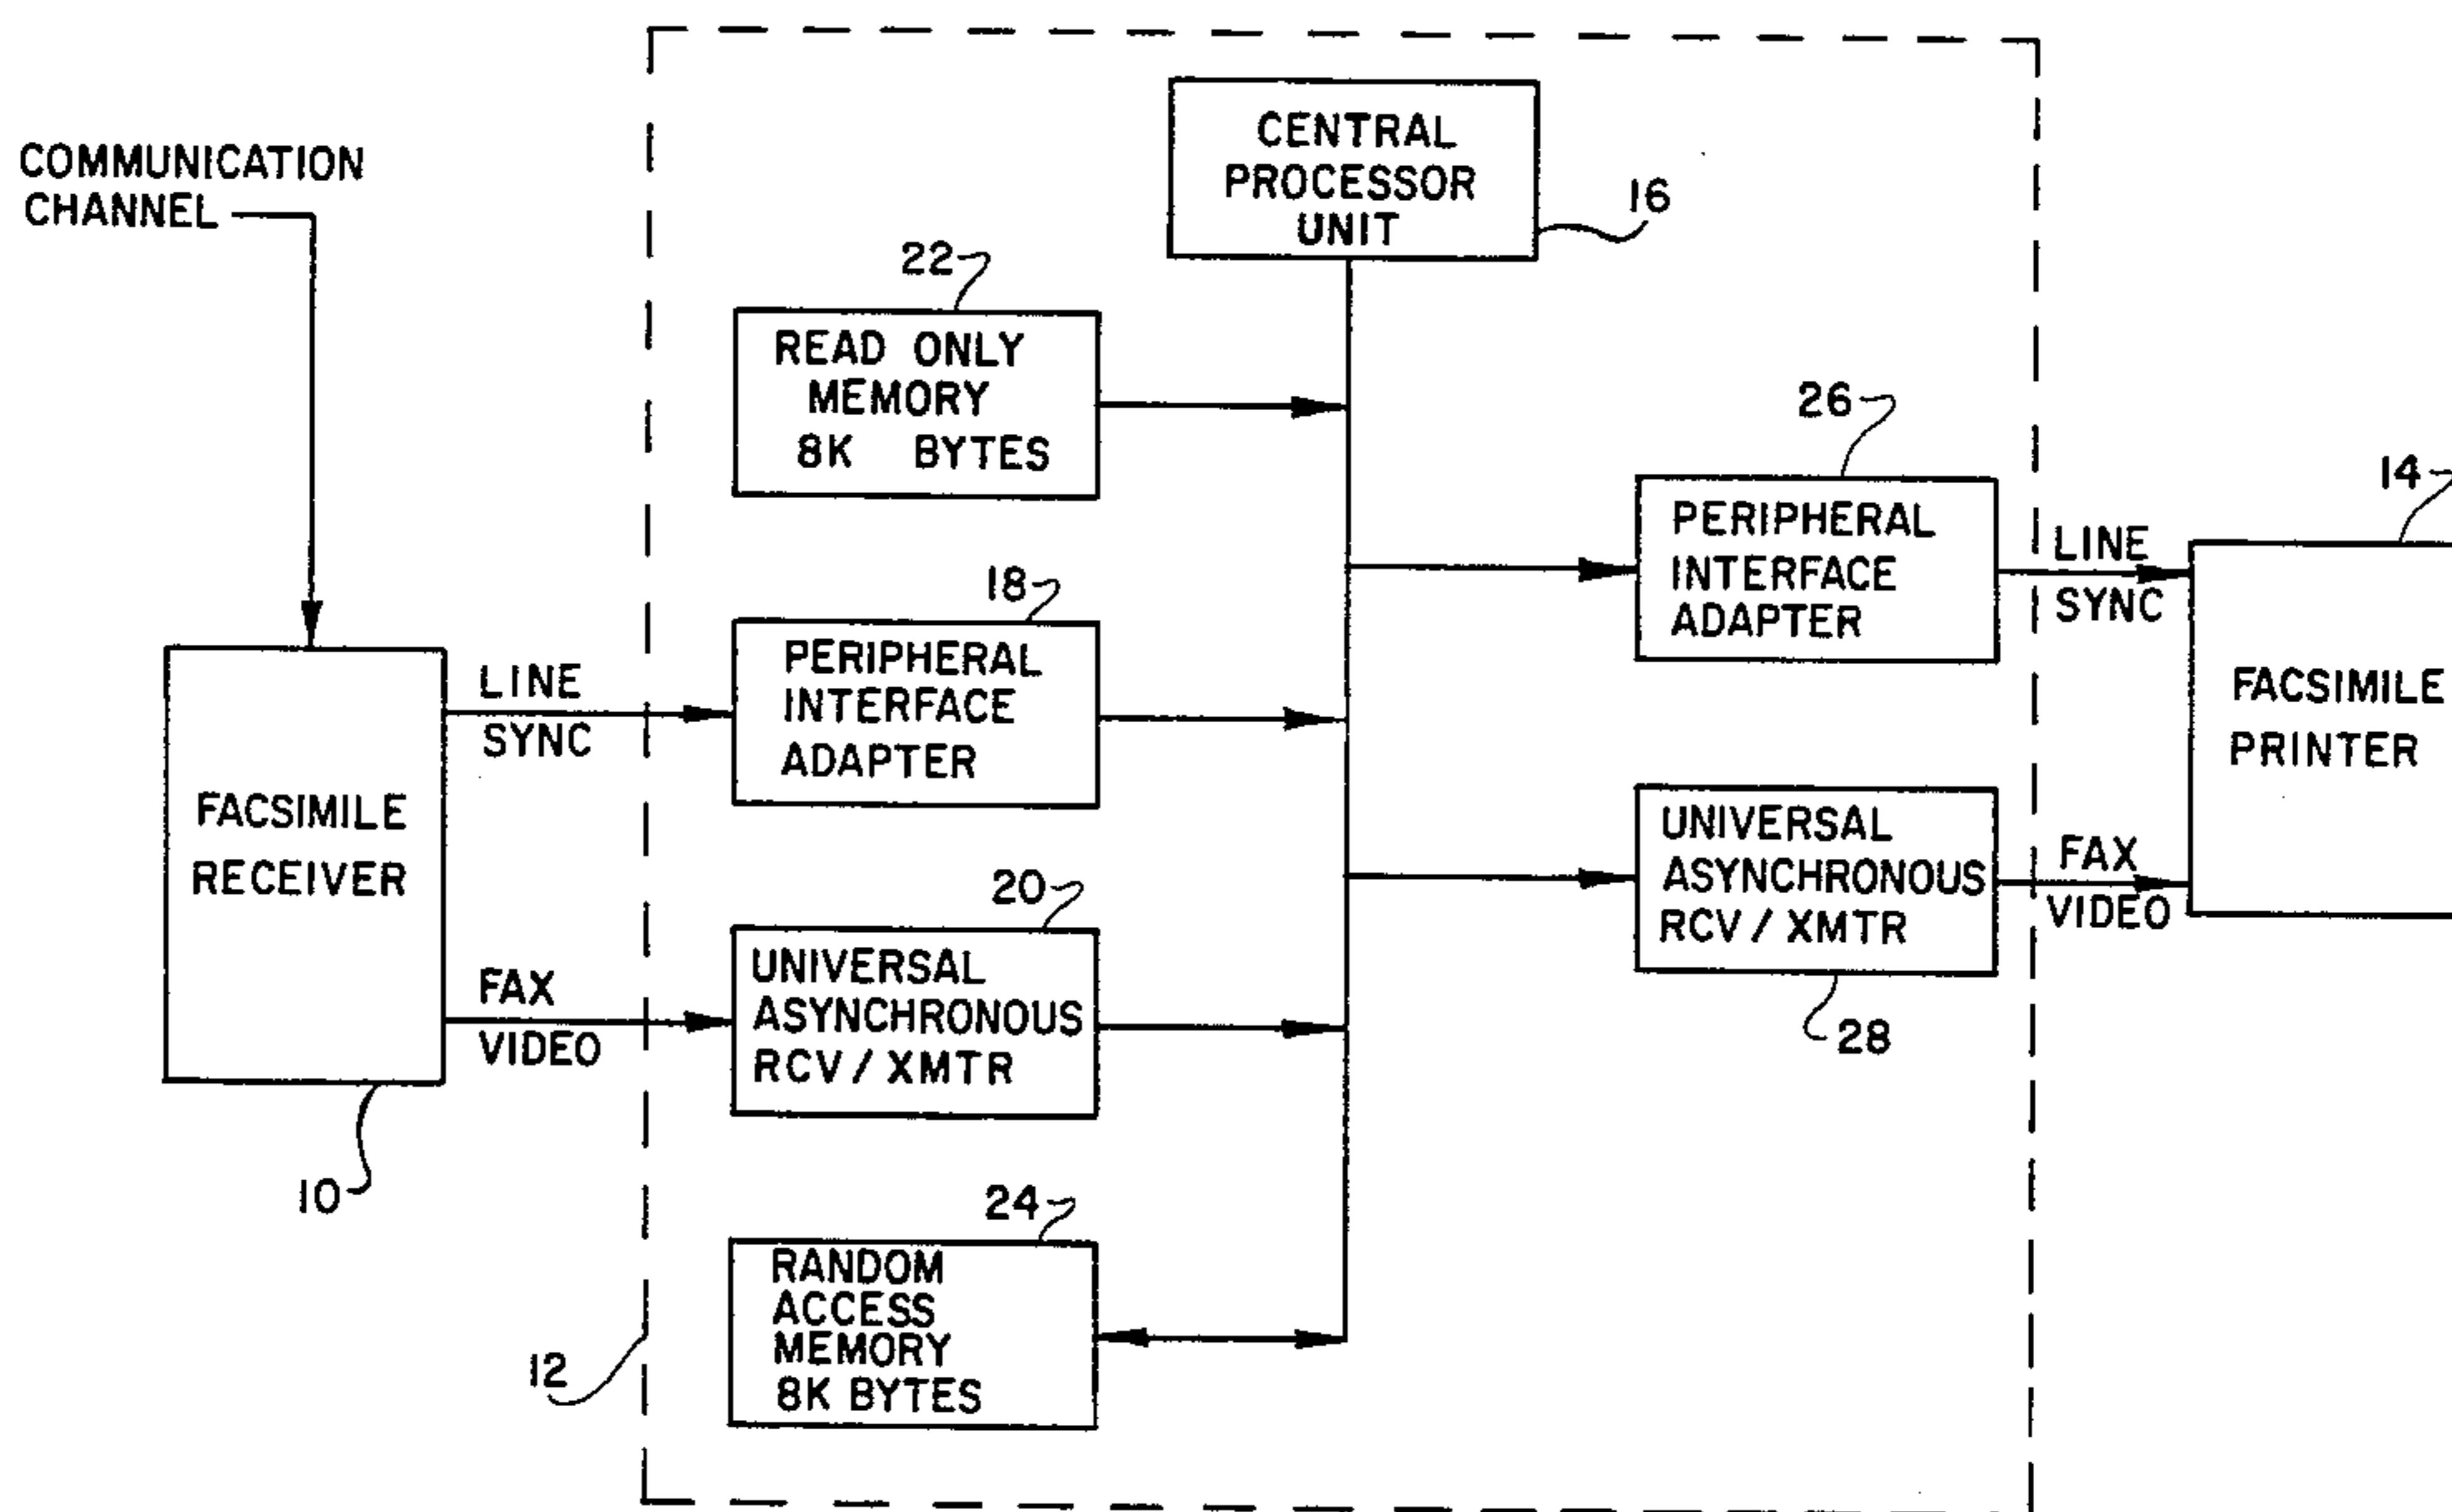 COMMUNICATION
CHANNEL
CENTRAL
PROCESSOR
UNIT
16
22
READ ONLY
MEMORY
8K BYTES
26
PERIPHERAL
INTERFACE
ADAPTER
LINE
SYNC
14
FACSIMILE
PRINTER
18
PERIPHERAL
INTERFACE
ADAPTER
LINE
SYNC
FACSIMILE
RECEIVER
10
FAX
VIDEO
20
UNIVERSAL
ASYNCHRONOUS
RCV / XMTR
UNIVERSAL
ASYNCHRONOUS
RCV / XMTR
28
FAX
VIDEO
24
RANDOM
ACCESS
MEMORY
8K BYTES
12